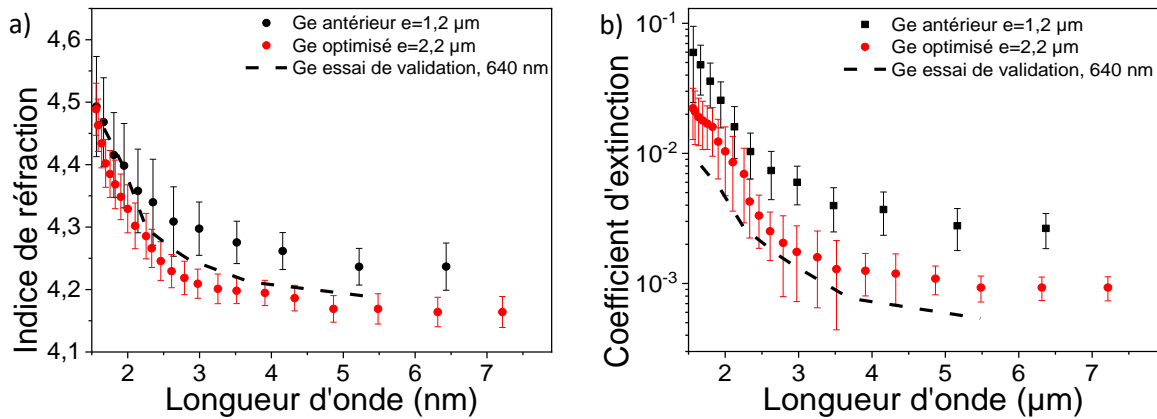 a)
Indice de réfraction
4,6
4,5
4,4
4,3
4,2
4,1
Ge antérieur e=1,2 µm
Ge optimisé e=2,2 µm
Ge essai de validation, 640 nm
2 3 4 5 6 7
Longueur d'onde (nm)
b)
Coefficient d'extinction
10-1
10-2
10-3
Ge antérieur e=1,2 µm
Ge optimisé e=2,2 µm
Ge essai de validation, 640 nm
2 3 4 5 6 7
Longueur d'onde (µm)